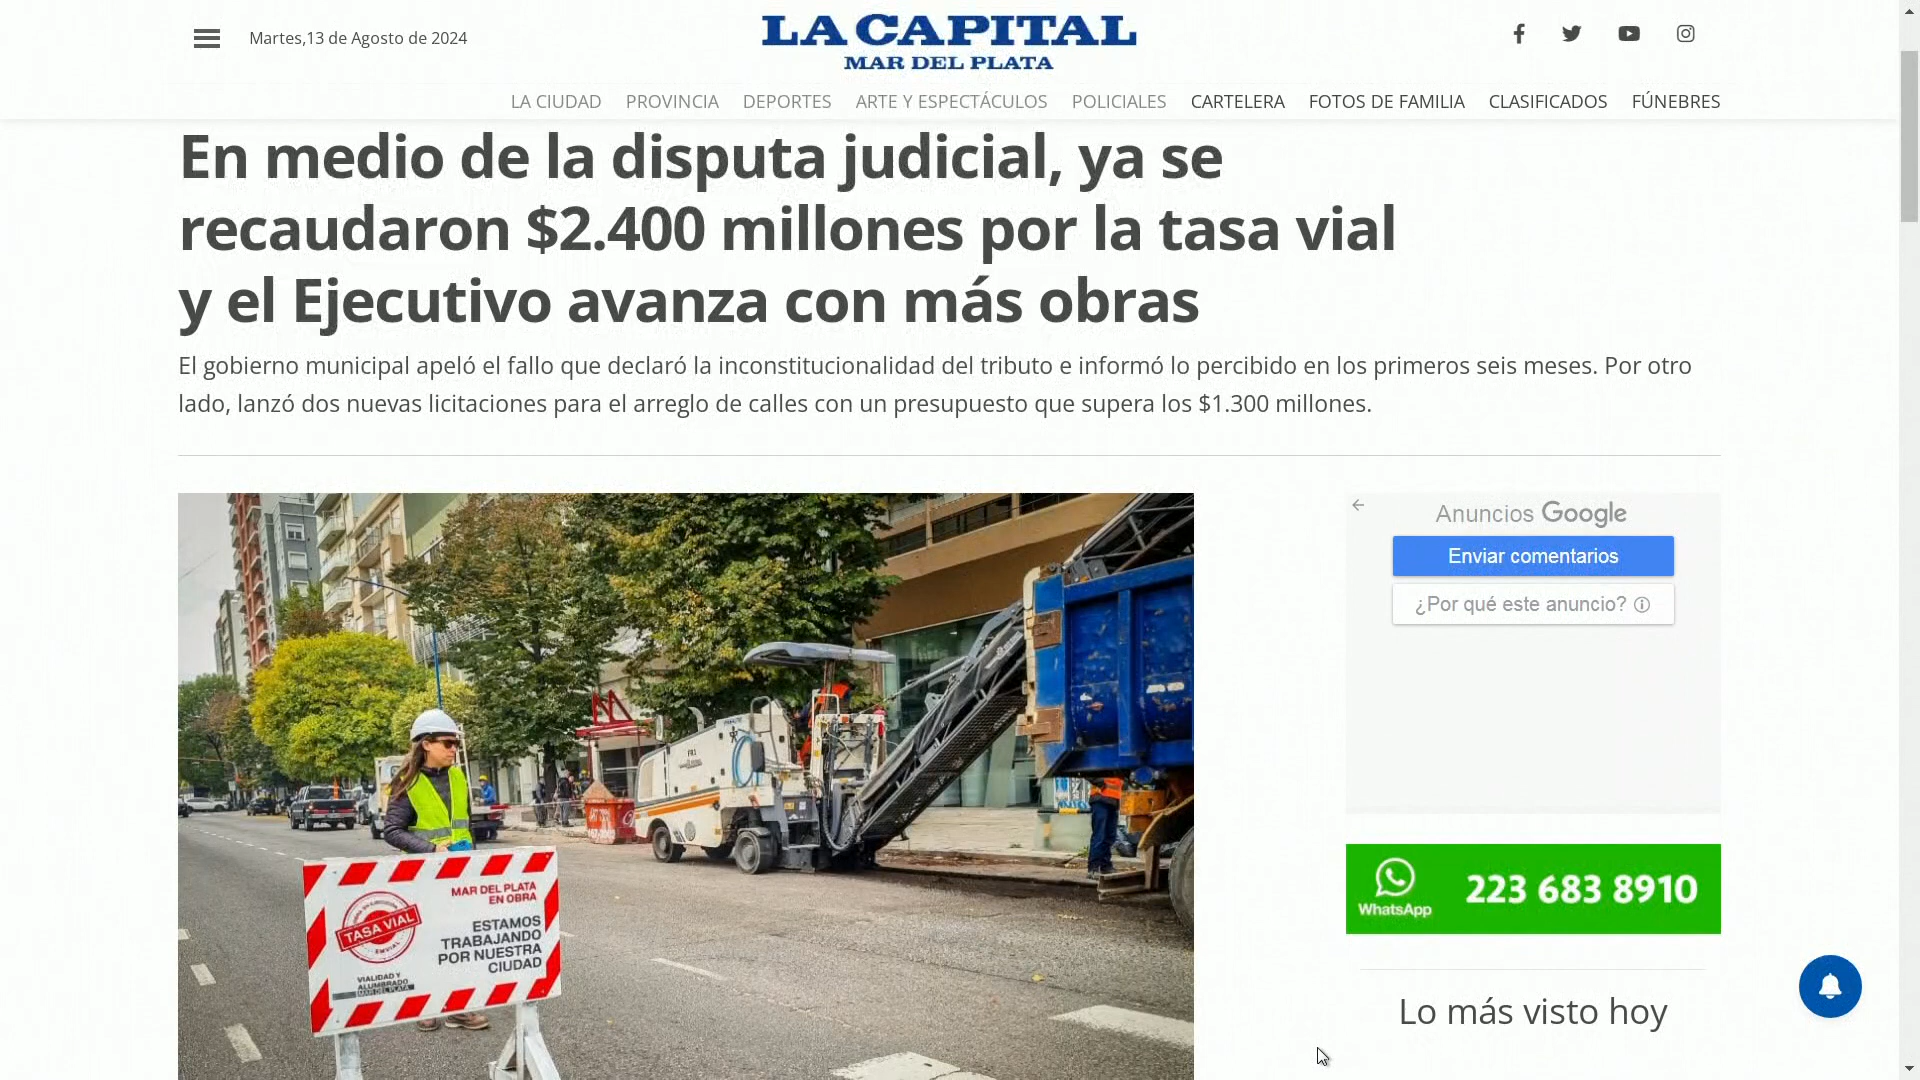 Martes,13 de Agosto de 2024
LA CAPITAL
MAR DEL PLATA
LA CIUDAD PROVINCIA DEPORTES ARTE Y ESPECTÁCULOS POLICIALES CARTELERA FOTOS DE FAMILIA CLASIFICADOS FÚNEBRES
En medio de la disputa judicial, ya se
recaudaron $2.400 millones por la tasa vial
y el Ejecutivo avanza con más obras
El gobierno municipal apeló el fallo que declaró la inconstitucionalidad del tributo e informó lo percibido en los primeros seis meses. Por otro
lado, lanzó dos nuevas licitaciones para el arreglo de calles con un presupuesto que supera los $1.300 millones.
MAR DEL PLATA
EN OBRA
TASA VIAL
ESTAMOS
TRABAJANDO
POR NUESTRA
CIUDAD
VIALIDAD Y
ALUMBRADO
MAR DEL PLATA
Anuncios Google
Enviar comentarios
¿Por qué este anuncio?
WhatsApp
223 683 8910
Lo más visto hoy